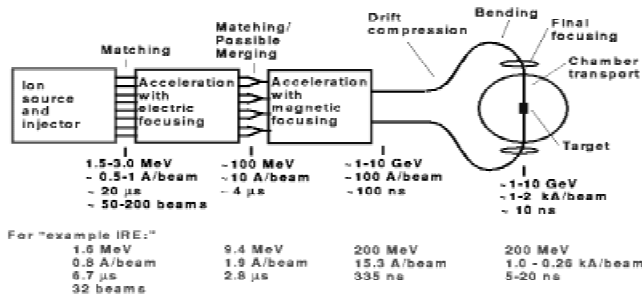 Matching
Matching/
Possible
Merging
Drift
compression
Bending
Final
focusing
Chamber
transport
Target
Ion
source
and
injector
Acceleration
with
electric
focusing
Acceleration
with
magnetic
focusing
1.5-3.0 MeV
~ 0.5-1 A/beam
~ 20 μs
~ 50-200 beams
~100 MeV
~10 A/beam
~4 μs
~1-10 GeV
~100 A/beam
~100 ns
~1-10 GeV
~1-2 kA/beam
~ 10 ns
For "example IRE:"
1.6 MeV
0.8 A/beam
6.7 μs
32 beams
9.4 MeV
1.9 A/beam
2.8 μs
200 MeV
15.3 A/beam
335 ns
200 MeV
1.0 - 0.26 kA/beam
5-20 ns